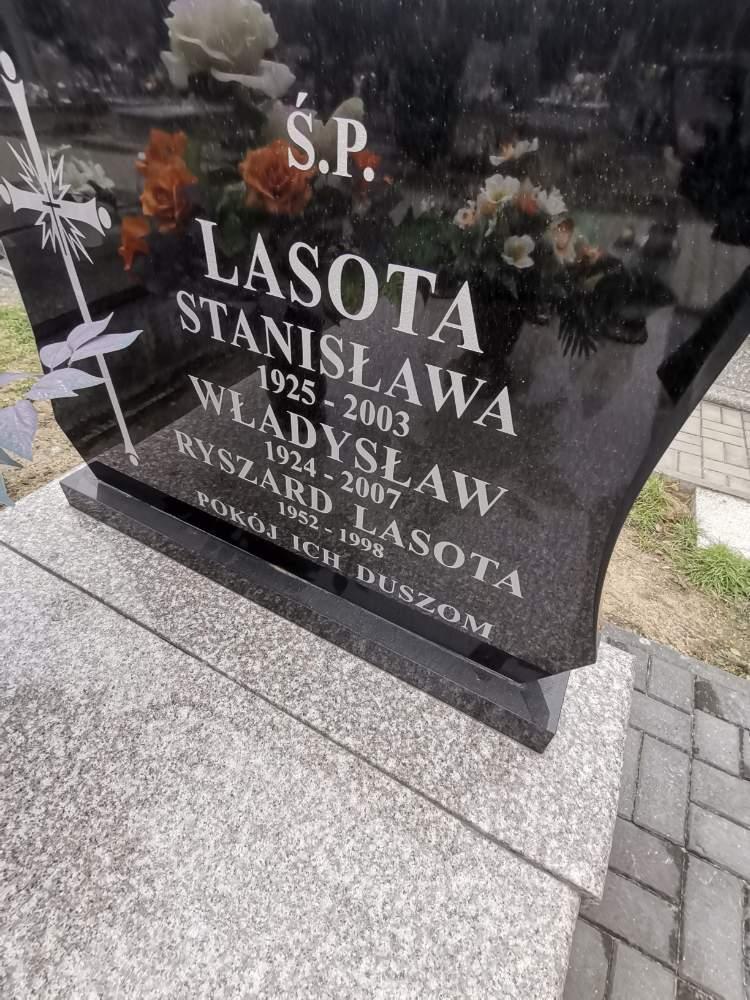 Ś.P.
LASOTA
STANISŁAWA
1925 - 2003
WŁADYSŁAW
1924 - 2007
RYSZARD LASOTA
1952 - 1998
POKÓJ ICH DUSZOM